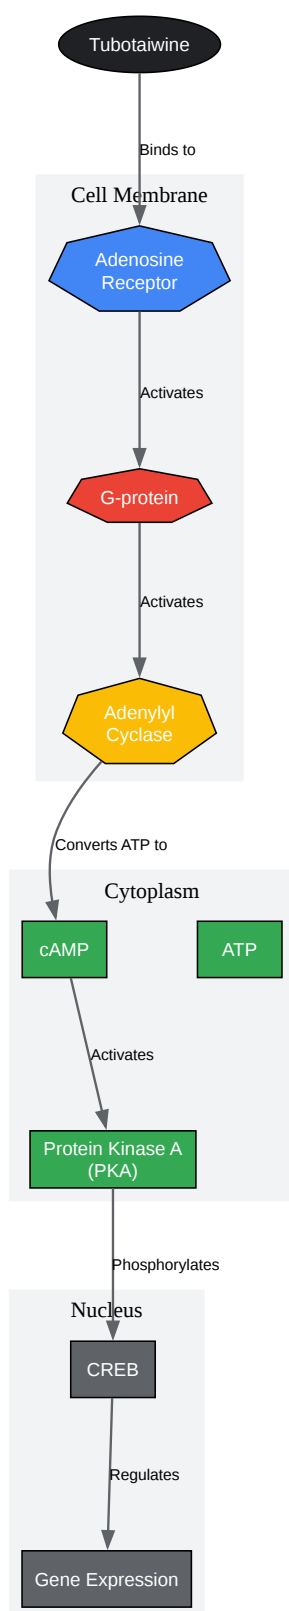 Tubotaiwine
Binds to
Cell Membrane
Adenosine
Receptor
Activates
G-protein
Activates
Adenylyl
Cyclase
Converts ATP to
Cytoplasm
cAMP
ATP
Activates
Protein Kinase A
(PKA)
Phosphorylates
Nucleus
CREB
Regulates
Gene Expression